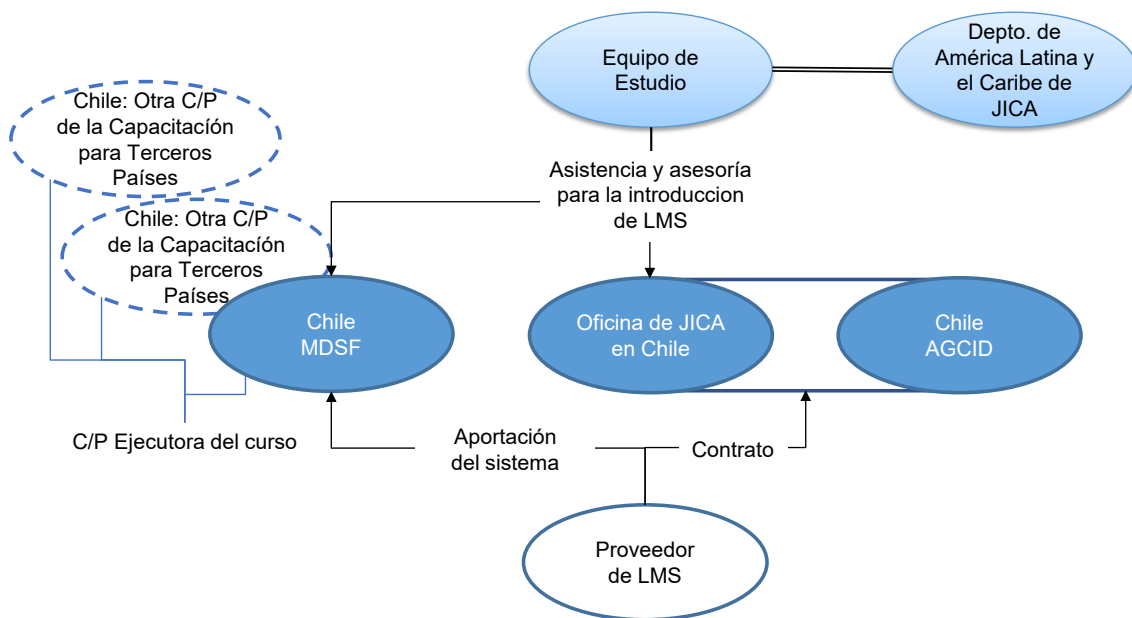 Equipo de
Estudio
Depto. de
América Latina y
el Caribe de
JICA
Chile: Otra C/P
de la Capacitacíón
para Terceros
Países
Asistencia y asesoría
para la introduccion
de LMS
Chile: Otra C/P
de la Capacitacíón
para Terceros
Países
Chile
MDSF
Oficina de JICA
en Chile
Chile
AGCID
C/P Ejecutora del curso
Aportación
del sistema
Contrato
Proveedor
de LMS